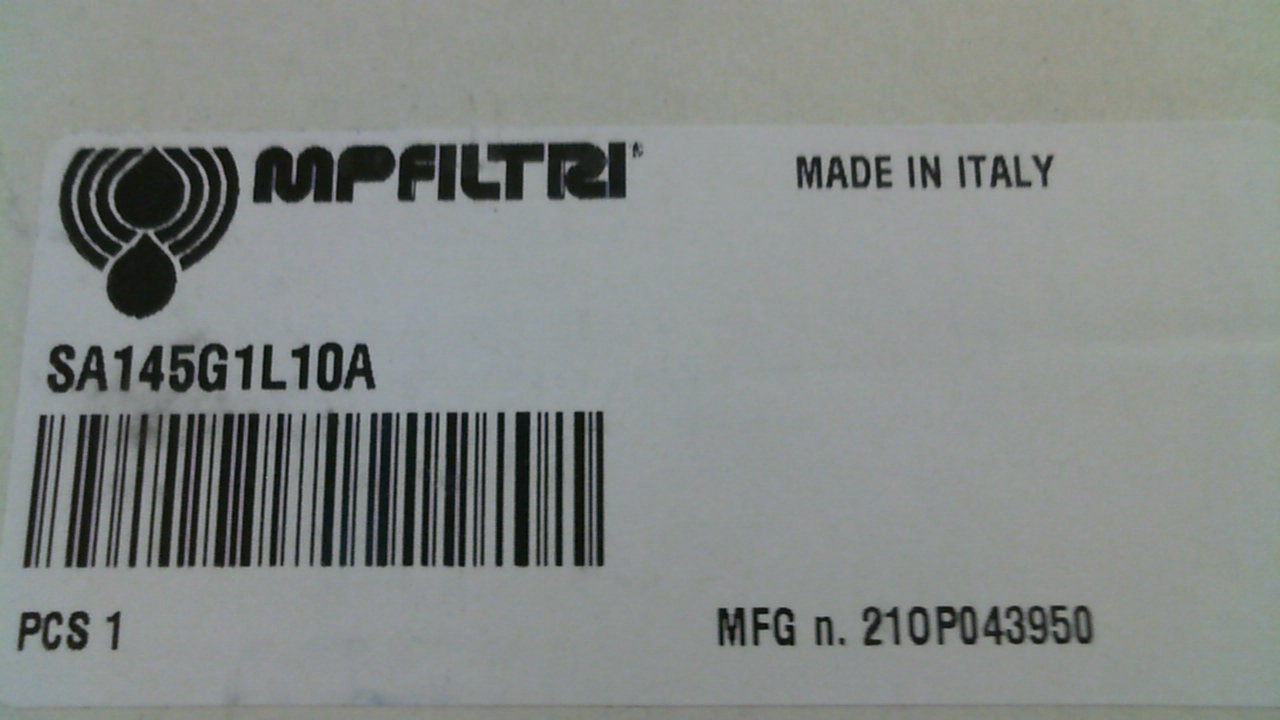 MPFILTRI®
MADE IN ITALY
SA145G1L10A
PCS 1
MFG n. 210P043950